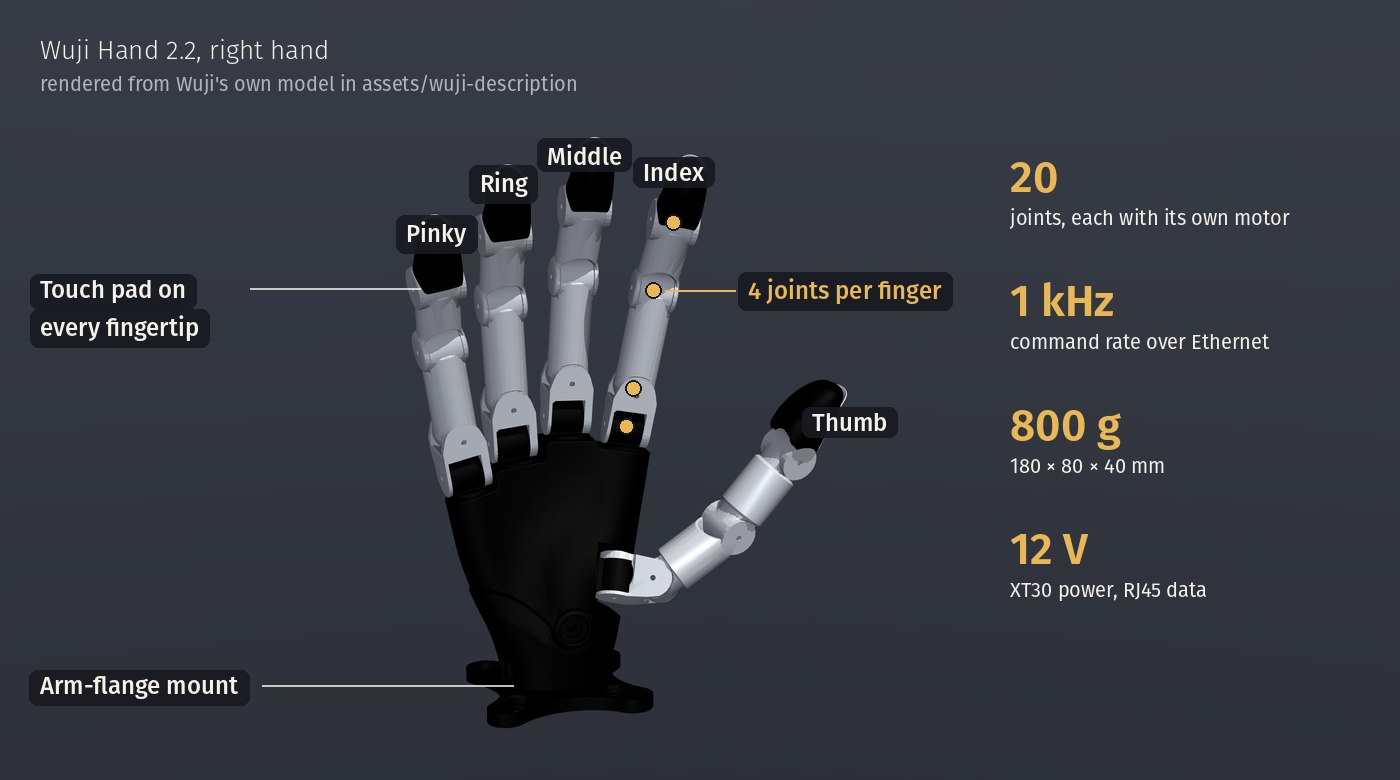 Wuji Hand 2.2, right hand
rendered from Wuji's own model in assets/wuji-description
Middle
Index
Ring
Pinky
Touch pad on
every fingertip
4 joints per finger
Thumb
Arm-flange mount
20
joints, each with its own motor
1 kHz
command rate over Ethernet
800 g
180 × 80 × 40 mm
12 V
XT30 power, RJ45 data